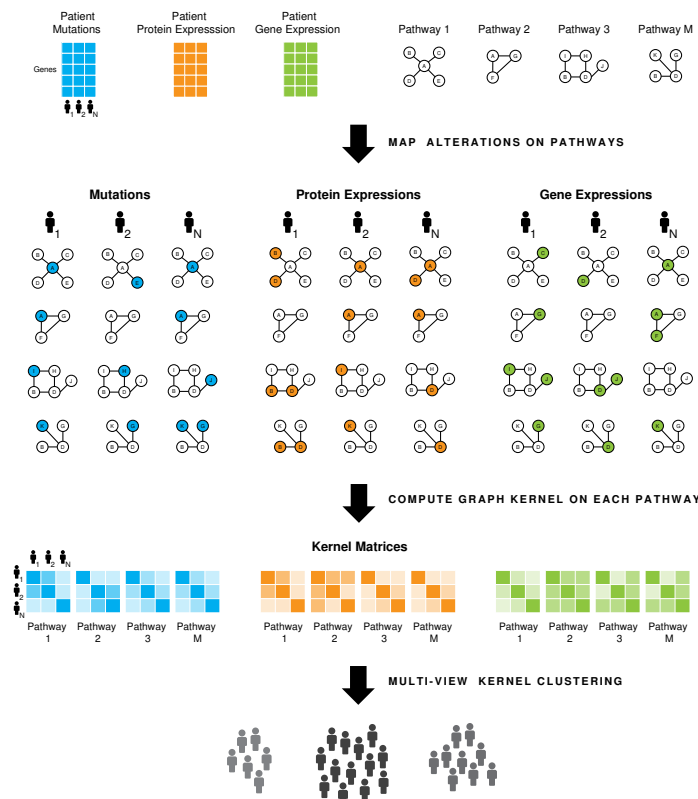 Patient
Mutations
Patient
Protein Expresssion
Patient
Gene Expression
Pathway 1
Pathway 2
Pathway 3
Pathway M
Genes
1 2 N
B C
A
D E
A G
F
I H
J
B D
K G
B D
MAP ALTERATIONS ON PATHWAYS
Mutations
Protein Expressions
Gene Expressions
1 2 N 1 2 N 1 2 N
B C B C B C B C B C B C B C B C B C
A A A A A A A A A
D E D E D E D E D E D E D E D E D E
A G A G A G A G A G A G A G A G A G
F F F F F F F F F
I H I H I H I H I H I H I H I H I H
J J J J J J J J J
B D B D B D B D B D B D B D B D B D
K G K G K G K G K G K G K G K G K G
B D B D B D B D B D B D B D B D B D
COMPUTE GRAPH KERNEL ON EACH PATHWAY
Kernel Matrices
1 2 N
1
2
N
Pathway Pathway Pathway Pathway Pathway Pathway Pathway Pathway Pathway Pathway Pathway Pathway
1 2 3 M 1 2 3 M 1 2 3 M
MULTI-VIEW KERNEL CLUSTERING